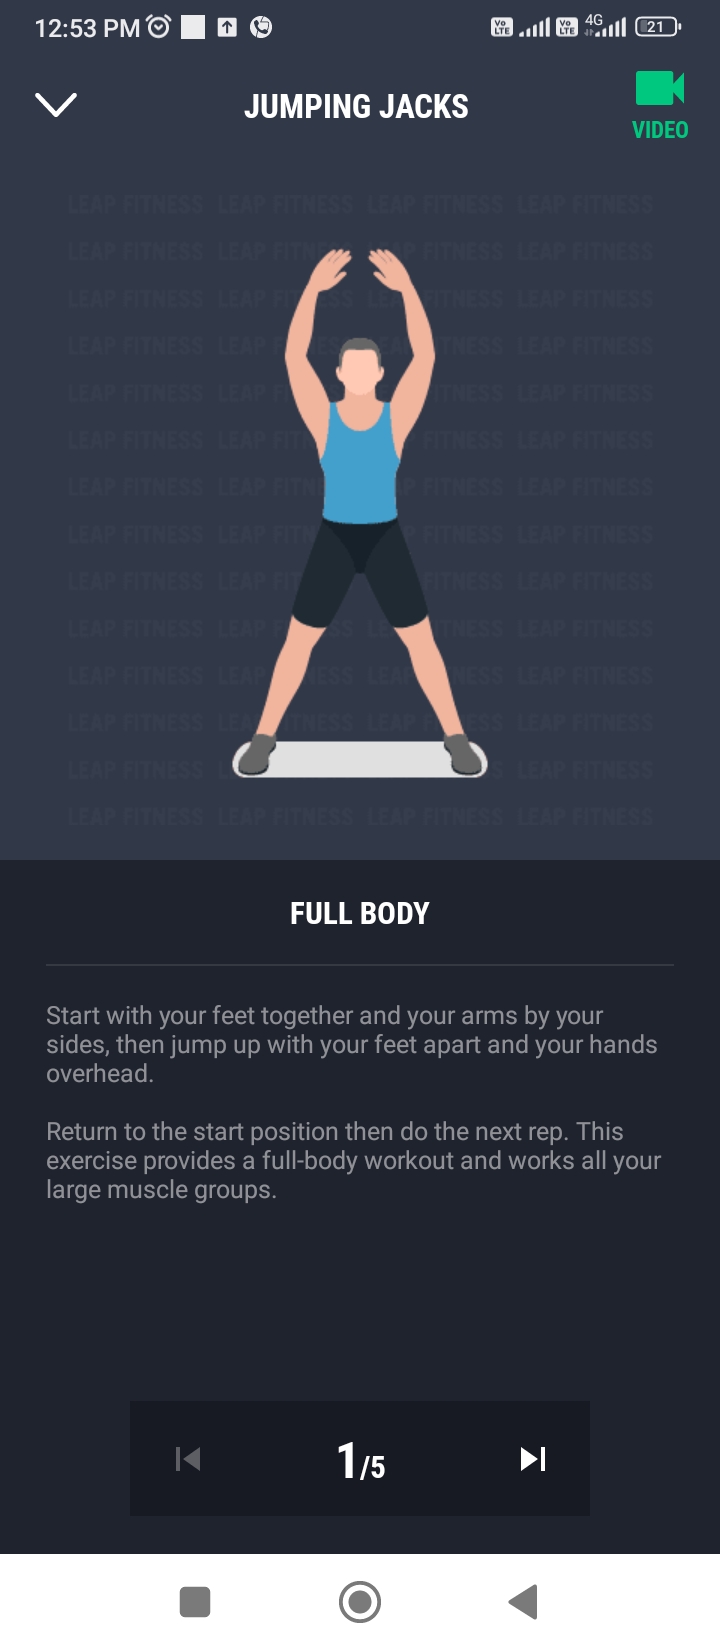 12:53 PM
Vo LTE Vo LTE 4G 21
JUMPING JACKS
VIDEO
LEAP FITNESS LEAP FITNESS LEAP FITNESS LEAP FITNESS
FULL BODY
Start with your feet together and your arms by your
sides, then jump up with your feet apart and your hands
overhead.
Return to the start position then do the next rep. This
exercise provides a full-body workout and works all your
large muscle groups.
1/5